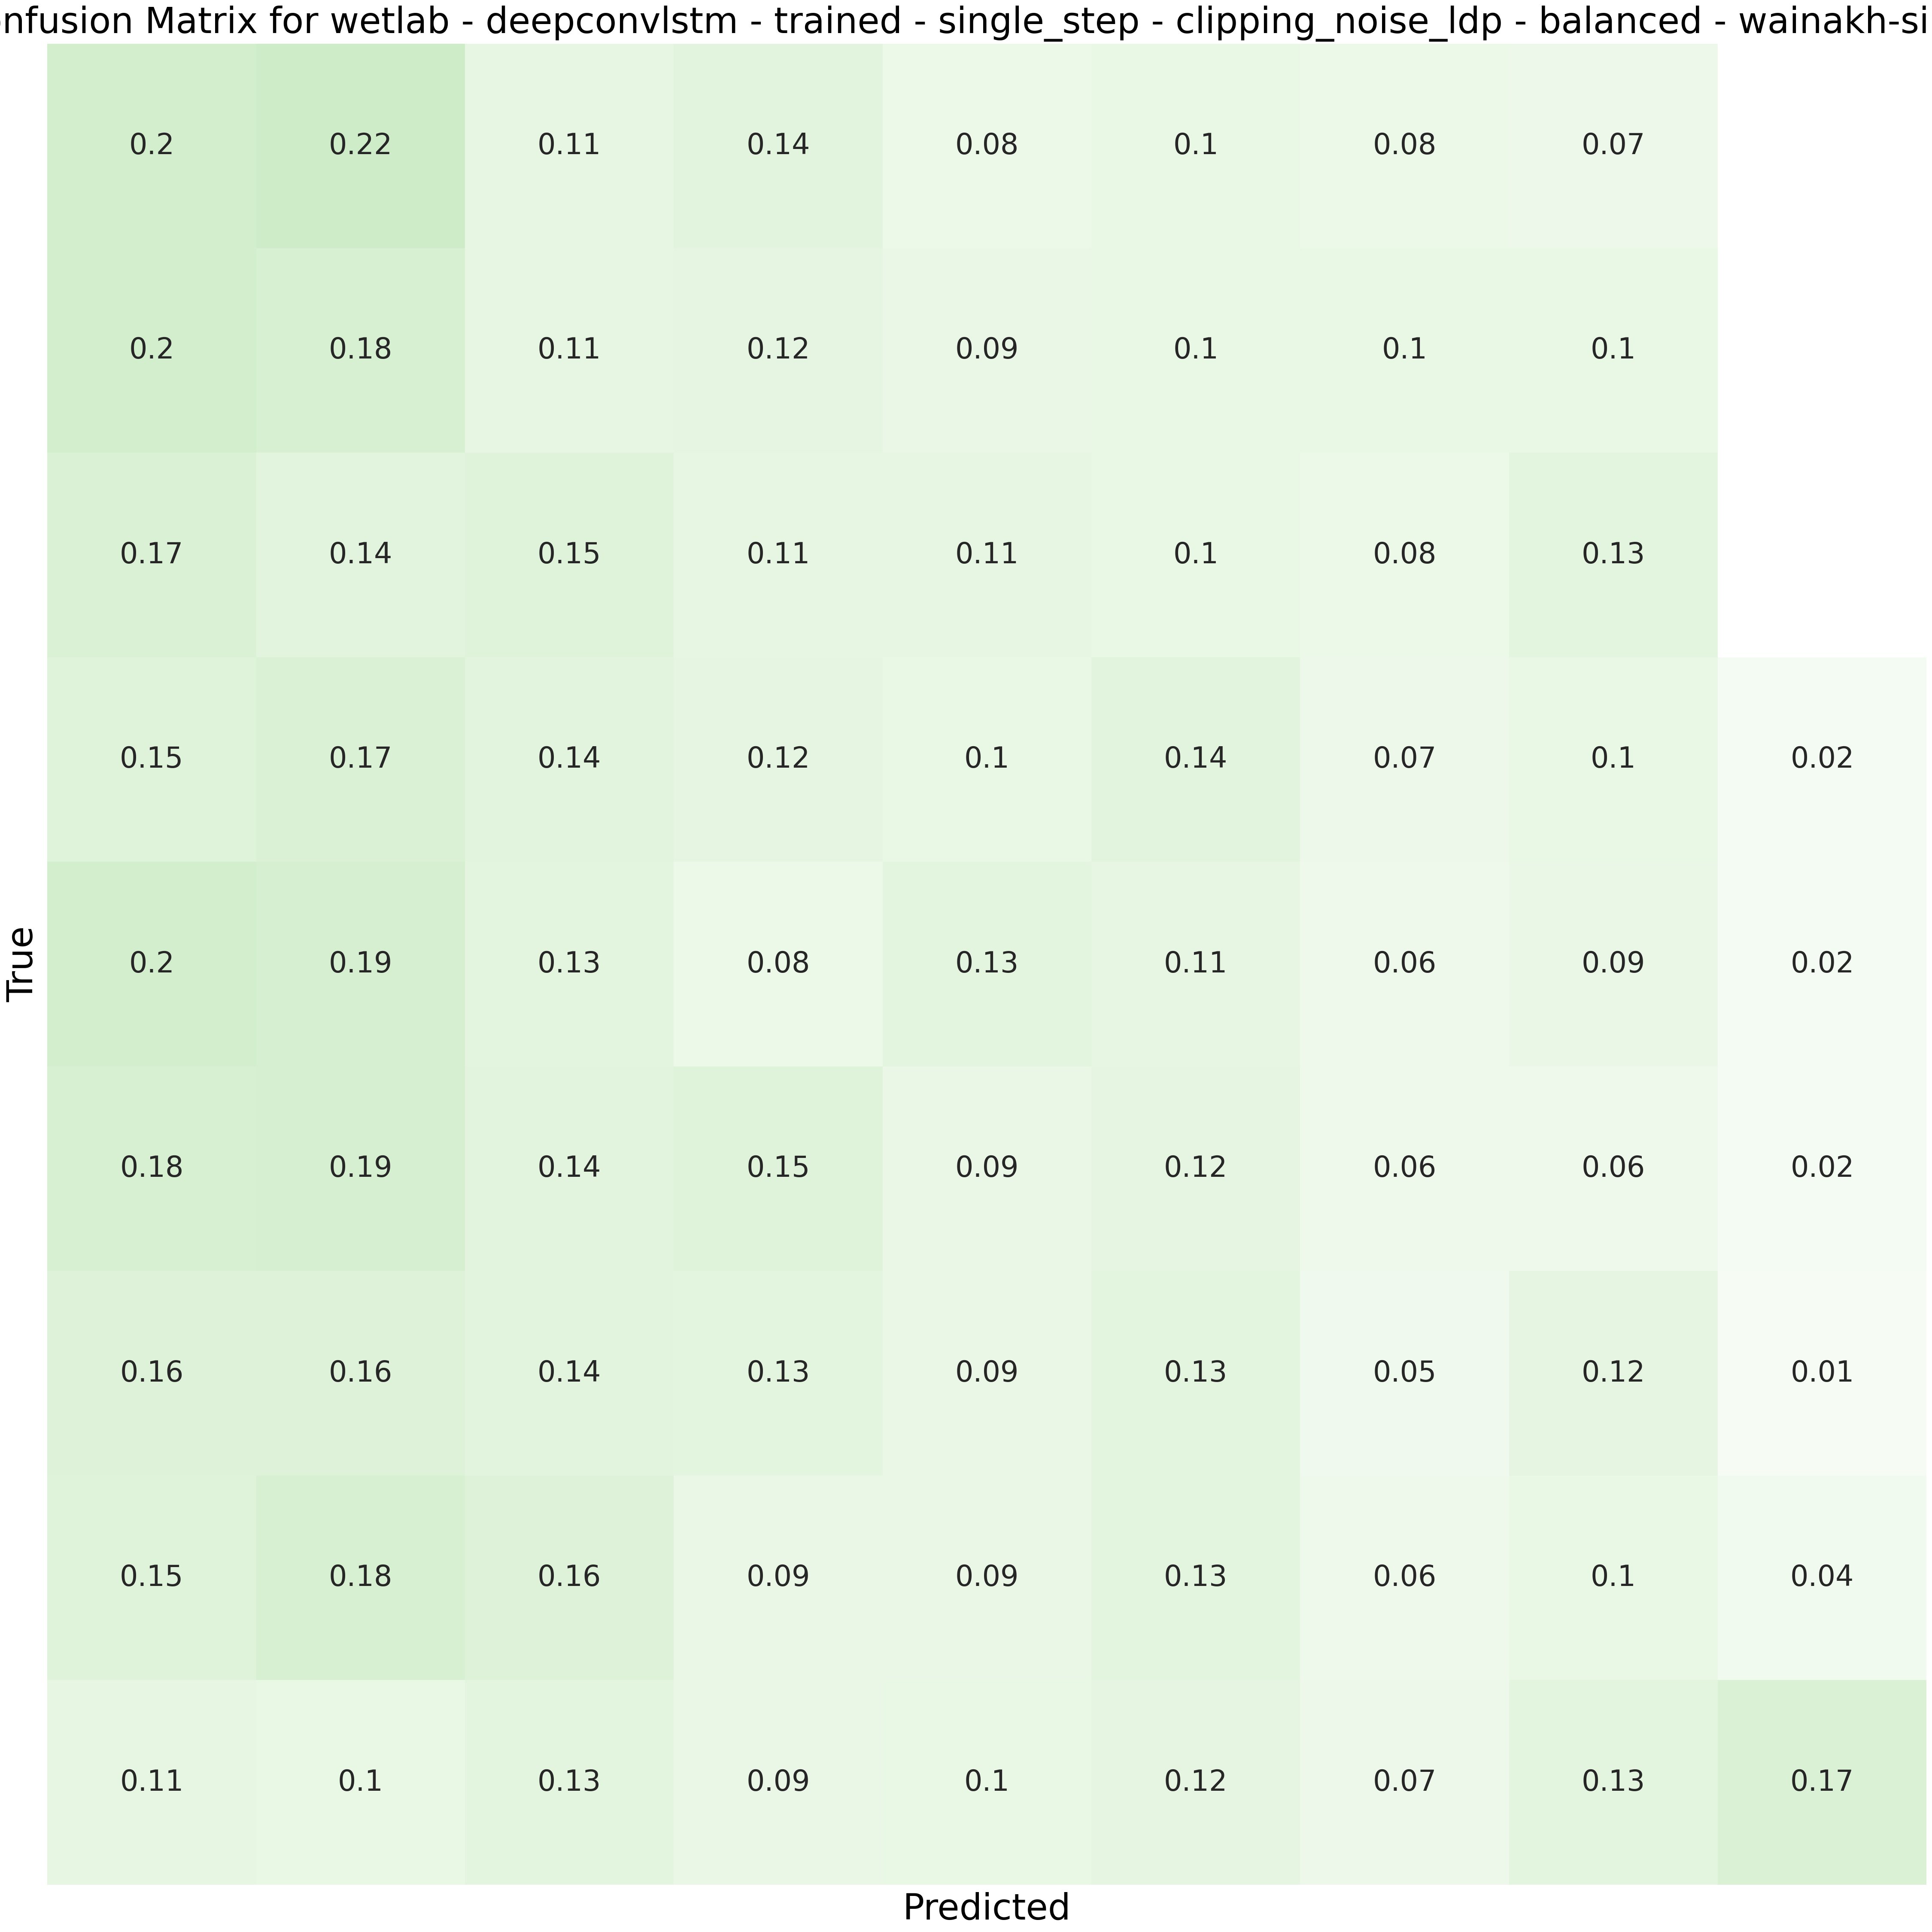 nfusion Matrix for wetlab - deepconvlstm - trained - single_step - clipping_noise_ldp - balanced - wainakh-si
0.2 0.22 0.11 0.14 0.08 0.1 0.08 0.07
0.2 0.18 0.11 0.12 0.09 0.1 0.1 0.1
0.17 0.14 0.15 0.11 0.11 0.1 0.08 0.13
0.15 0.17 0.14 0.12 0.1 0.14 0.07 0.1 0.02
0.2 0.19 0.13 0.08 0.13 0.11 0.06 0.09 0.02
0.18 0.19 0.14 0.15 0.09 0.12 0.06 0.06 0.02
0.16 0.16 0.14 0.13 0.09 0.13 0.05 0.12 0.01
0.15 0.18 0.16 0.09 0.09 0.13 0.06 0.1 0.04
0.11 0.1 0.13 0.09 0.1 0.12 0.07 0.13 0.17
True
Predicted